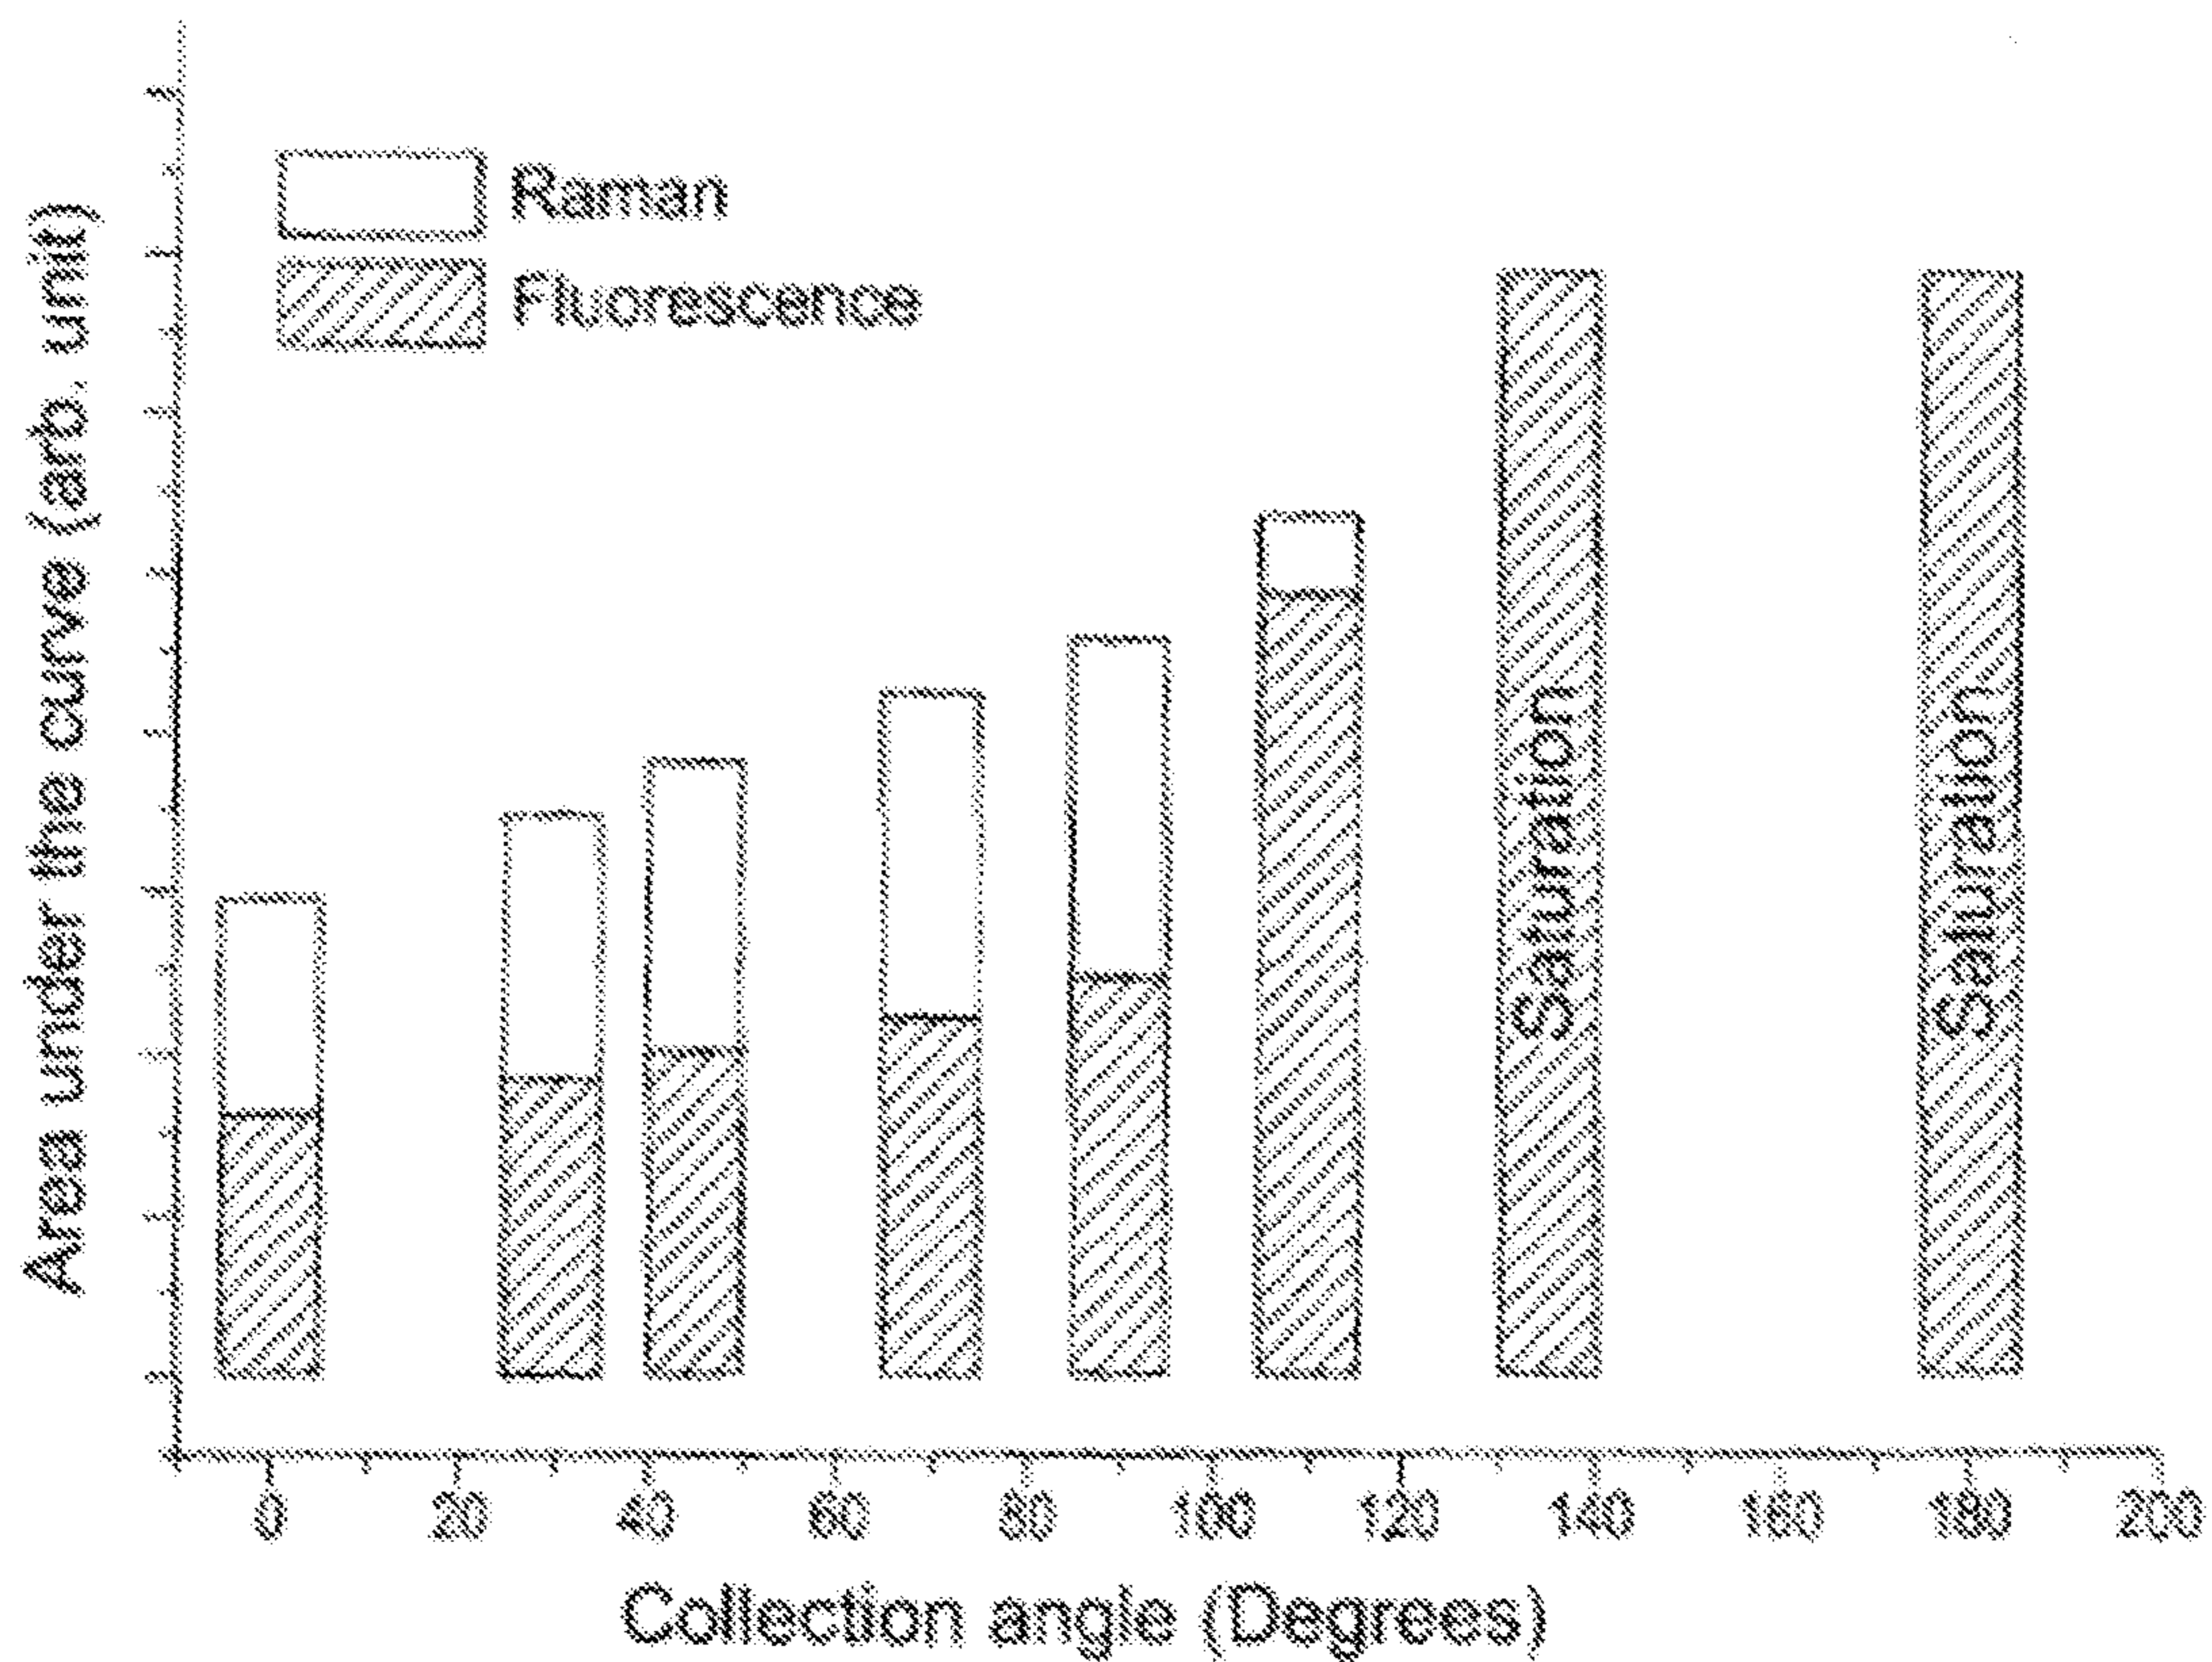 Raman
Fluorescence
Area under the curve (arb. unit)
Saturation
Saturation
0 20 40 60 80 100 120 140 160 180 200
Collection angle (Degrees)